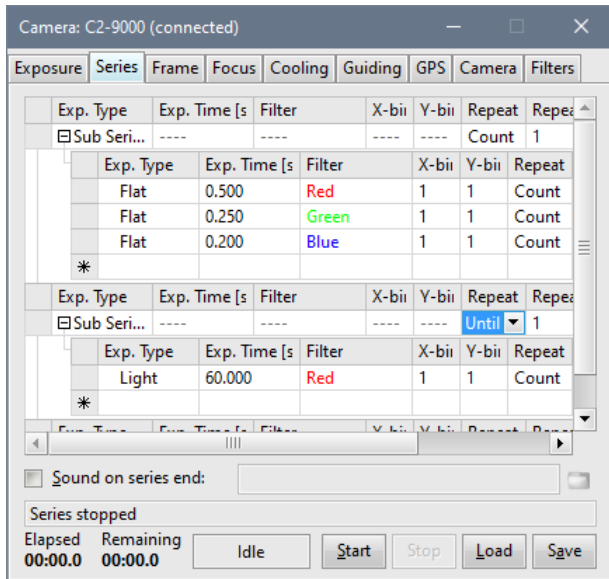 Camera: C2-9000 (connected)
Exposure Series Frame Focus Cooling Guiding GPS Camera Filters
Exp. Type Exp. Time [s Filter X-bi Y-bi Repeat Repea
Sub Seri... ---- ---- ---- ---- Count 1
Exp. Type Exp. Time [s Filter X-bi Y-bi Repeat
Flat 0.500 Red 1 1 Count
Flat 0.250 Green 1 1 Count
Flat 0.200 Blue 1 1 Count
Exp. Type Exp. Time [s Filter X-bi Y-bi Repeat Repea
Sub Seri... ---- ---- ---- ---- Until 1
Exp. Type Exp. Time [s Filter X-bi Y-bi Repeat
Light 60.000 Red 1 1 Count
Sound on series end:
Series stopped
Elapsed Remaining
00:00.0 00:00.0 Idle Start Stop Load Save